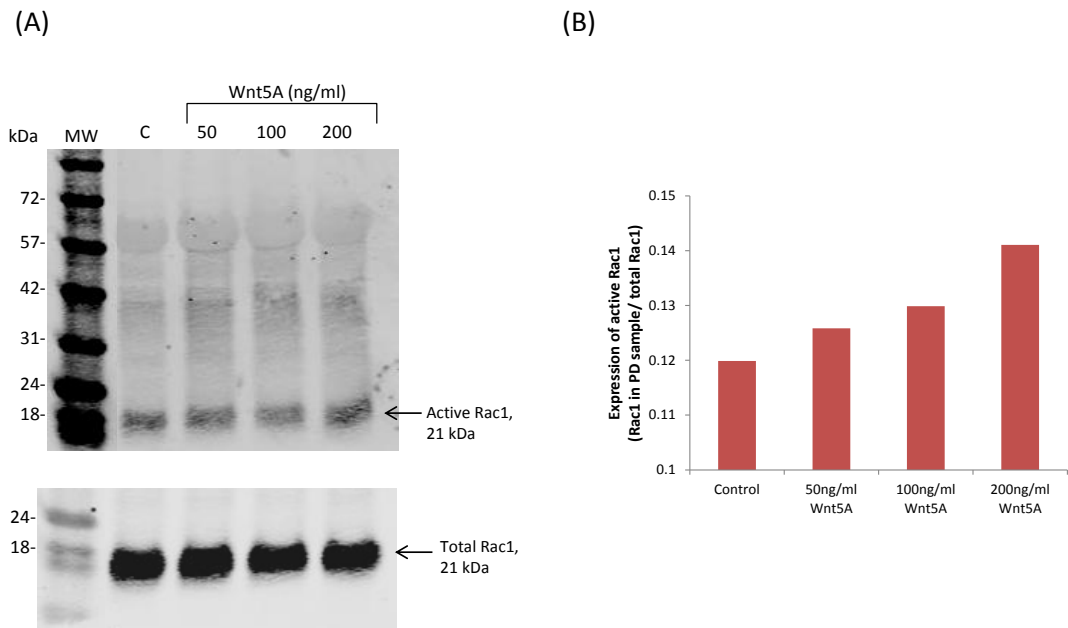 (A)
Wnt5A (ng/ml)
kDa MW C 50 100 200
72-
57-
42-
31-
24-
18-
Active Rac1,
21 kDa
24-
18-
Total Rac1,
21 kDa
(B)
Expression of active Rac1
(Rac1 in PD sample/ total Rac1)
0.15
0.14
0.13
0.12
0.11
0.1
Control 50ng/ml 100ng/ml 200ng/ml
Wnt5A Wnt5A Wnt5A